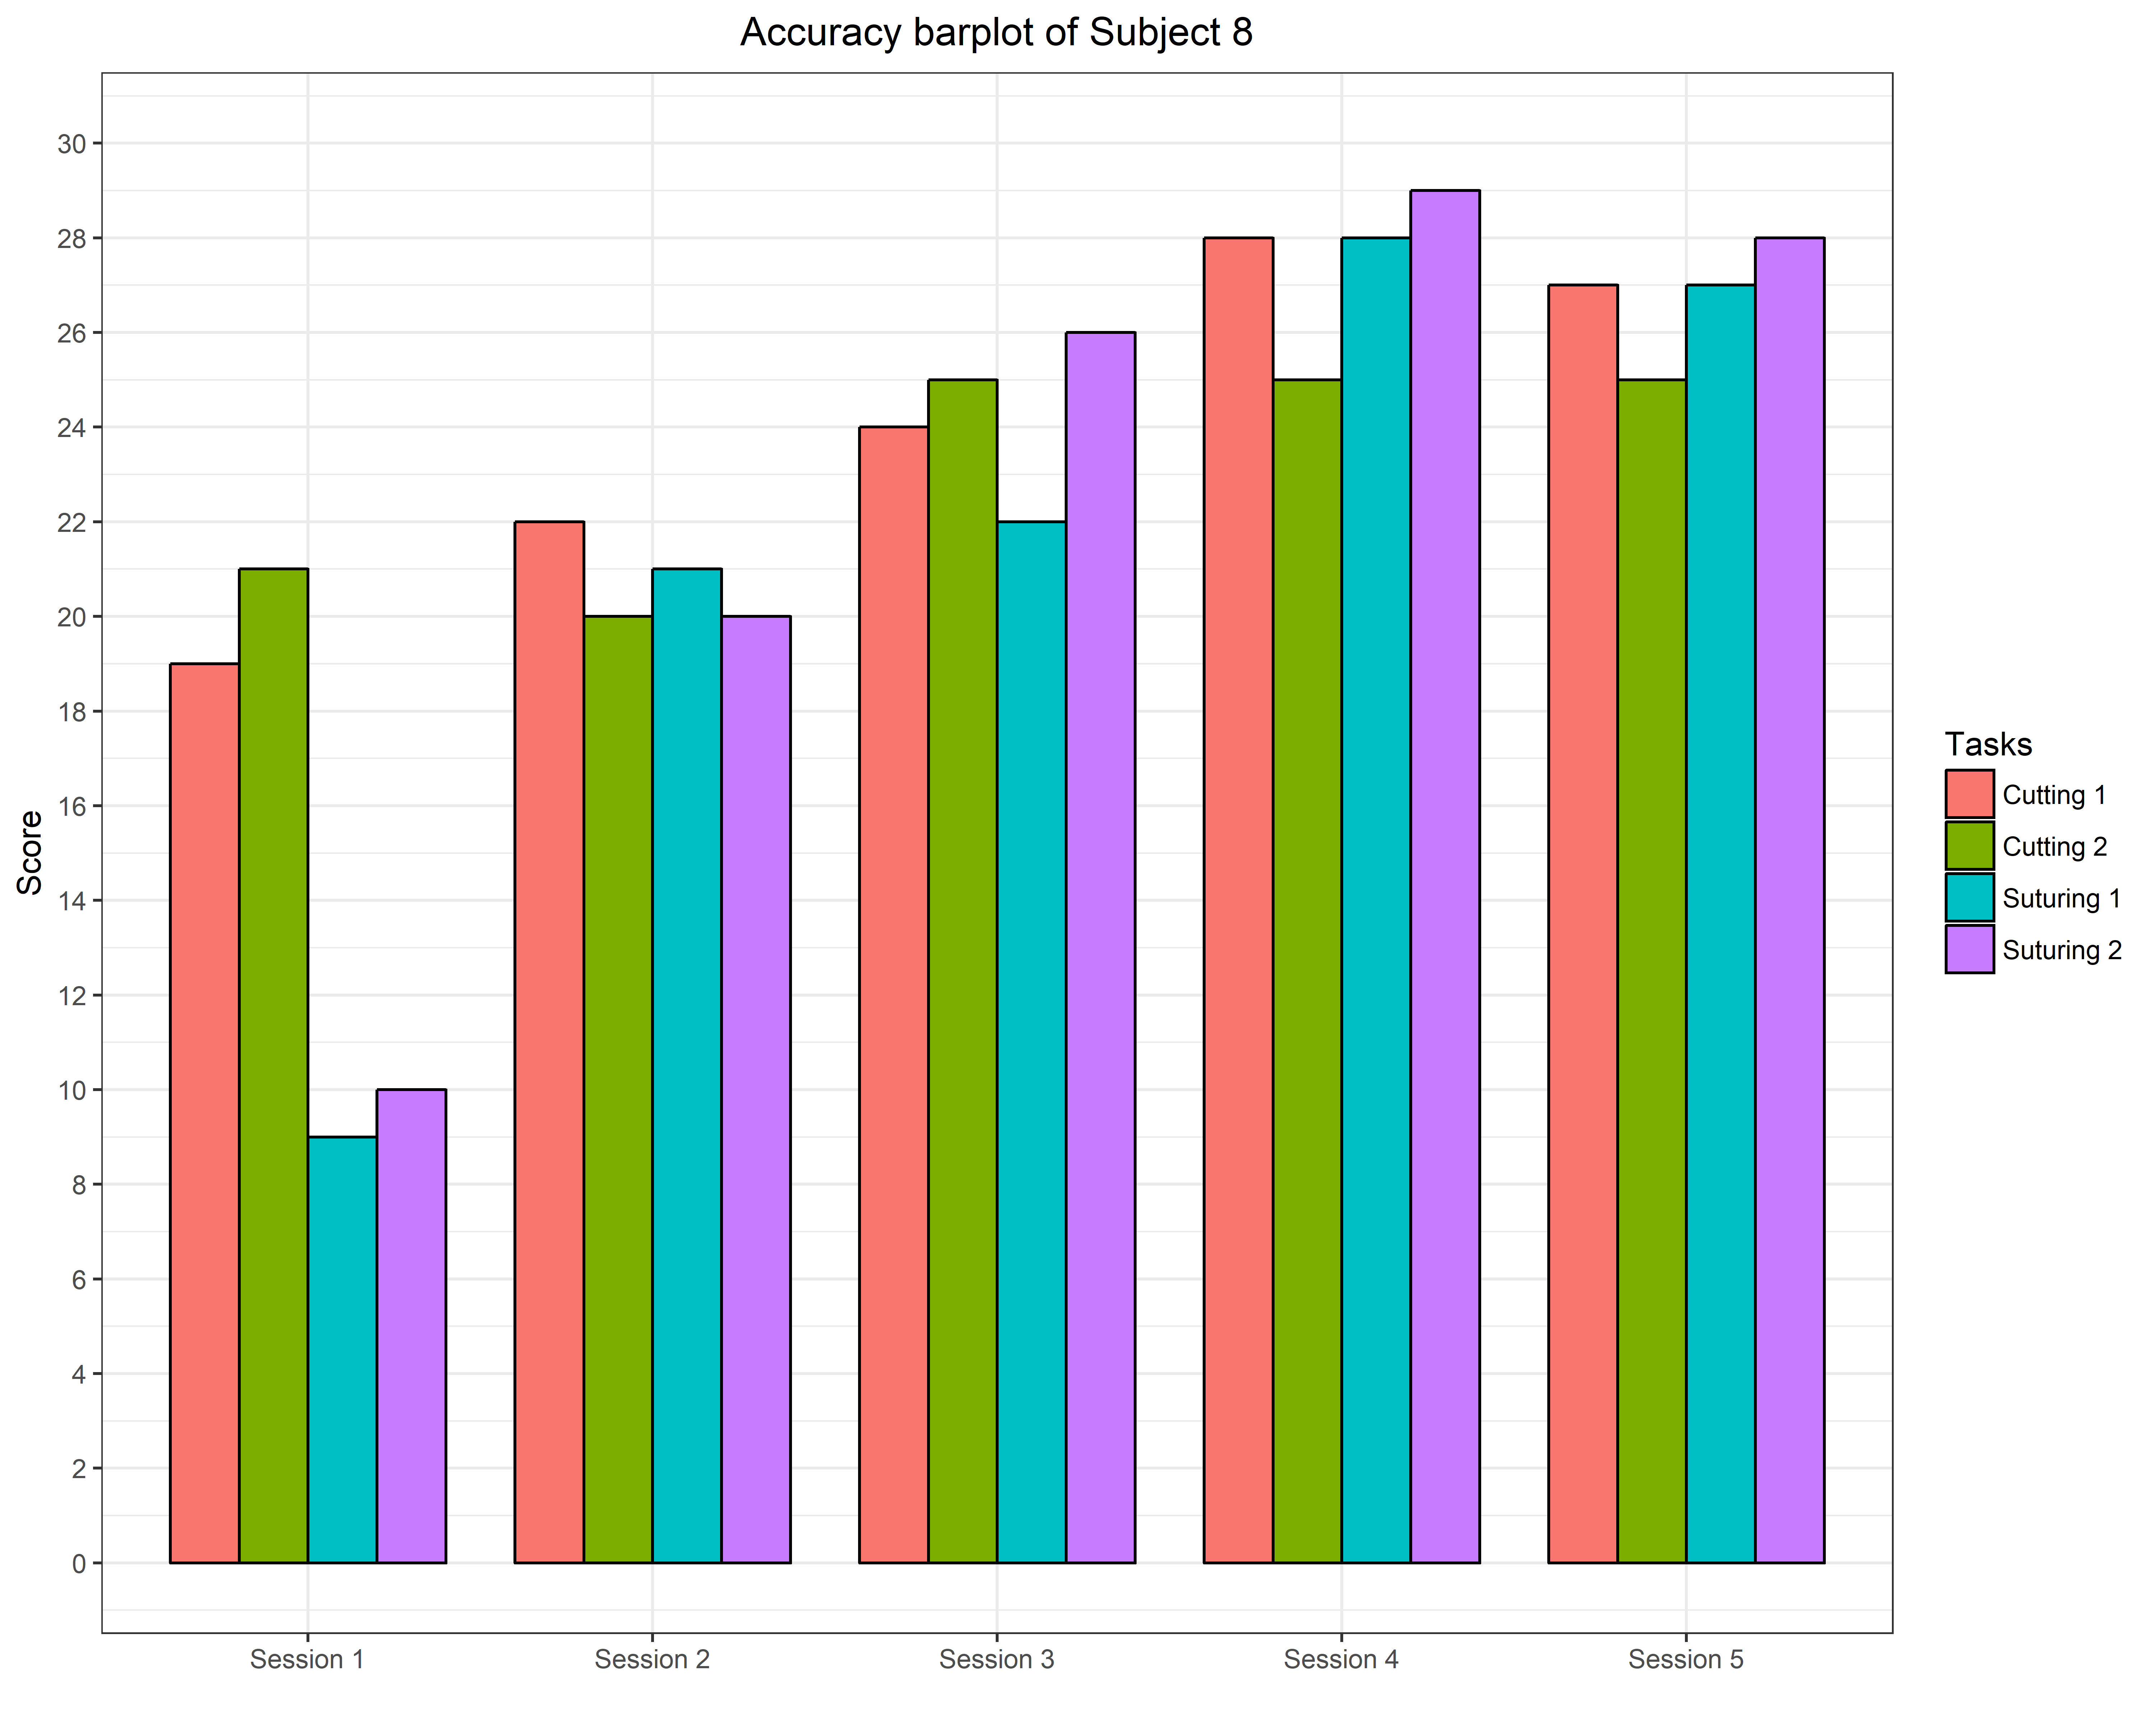 Accuracy barplot of Subject 8
Score
30
28
26
24
22
20
18
16
14
12
10
8
6
4
2
0
Session 1
Session 2
Session 3
Session 4
Session 5
Tasks
Cutting 1
Cutting 2
Suturing 1
Suturing 2